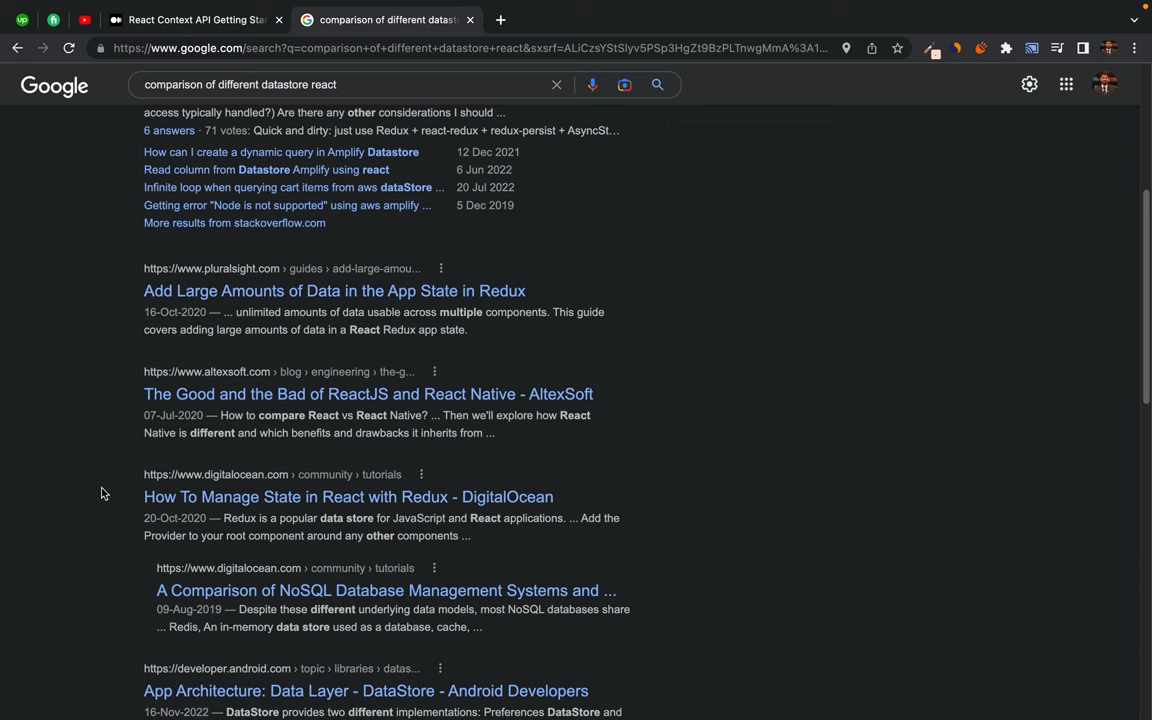 up
fi
React Context API Getting Star
comparison of different datast
https://www.google.com/search?q=comparison+of+different+datastore+react&sxsrf=ALiCzsYStSlyv5PSp3HgZt9BzPLTnwgMmA%3A1...
Google
comparison of different datastore react
access typically handled?) Are there any other considerations I should ...
6 answers · 71 votes: Quick and dirty: just use Redux + react-redux + redux-persist + AsyncSt...
How can I create a dynamic query in Amplify Datastore 12 Dec 2021
Read column from Datastore Amplify using react 6 Jun 2022
Infinite loop when querying cart items from aws dataStore ... 20 Jul 2022
Getting error "Node is not supported" using aws amplify ... 5 Dec 2019
More results from stackoverflow.com
https://www.pluralsight.com › guides › add-large-amou...
Add Large Amounts of Data in the App State in Redux
16-Oct-2020 — ... unlimited amounts of data usable across multiple components. This guide
covers adding large amounts of data in a React Redux app state.
https://www.altexsoft.com › blog › engineering › the-g...
The Good and the Bad of ReactJS and React Native - AltexSoft
07-Jul-2020 — How to compare React vs React Native? ... Then we'll explore how React
Native is different and which benefits and drawbacks it inherits from ...
https://www.digitalocean.com › community › tutorials
How To Manage State in React with Redux - DigitalOcean
20-Oct-2020 — Redux is a popular data store for JavaScript and React applications. ... Add the
Provider to your root component around any other components ...
https://www.digitalocean.com › community › tutorials
A Comparison of NoSQL Database Management Systems and ...
09-Aug-2019 — Despite these different underlying data models, most NoSQL databases share
... Redis, An in-memory data store used as a database, cache, ...
https://developer.android.com › topic › libraries › datas...
App Architecture: Data Layer - DataStore - Android Developers
16-Nov-2022 — DataStore provides two different implementations: Preferences DataStore and